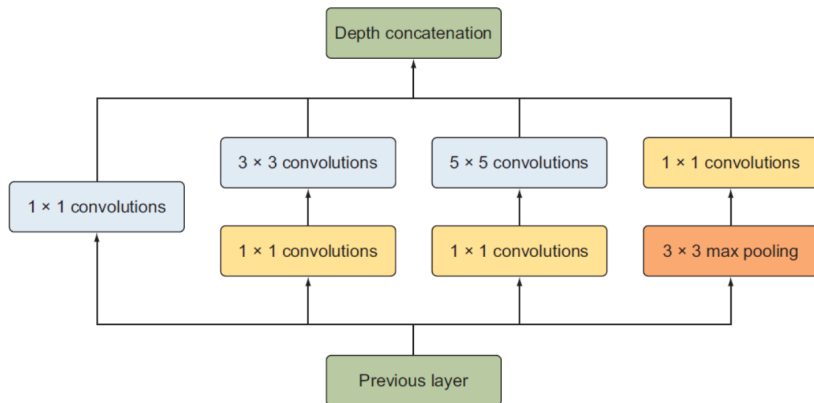 Depth concatenation
3 × 3 convolutions
5 × 5 convolutions
1 × 1 convolutions
1 × 1 convolutions
1 × 1 convolutions
1 × 1 convolutions
3 × 3 max pooling
Previous layer